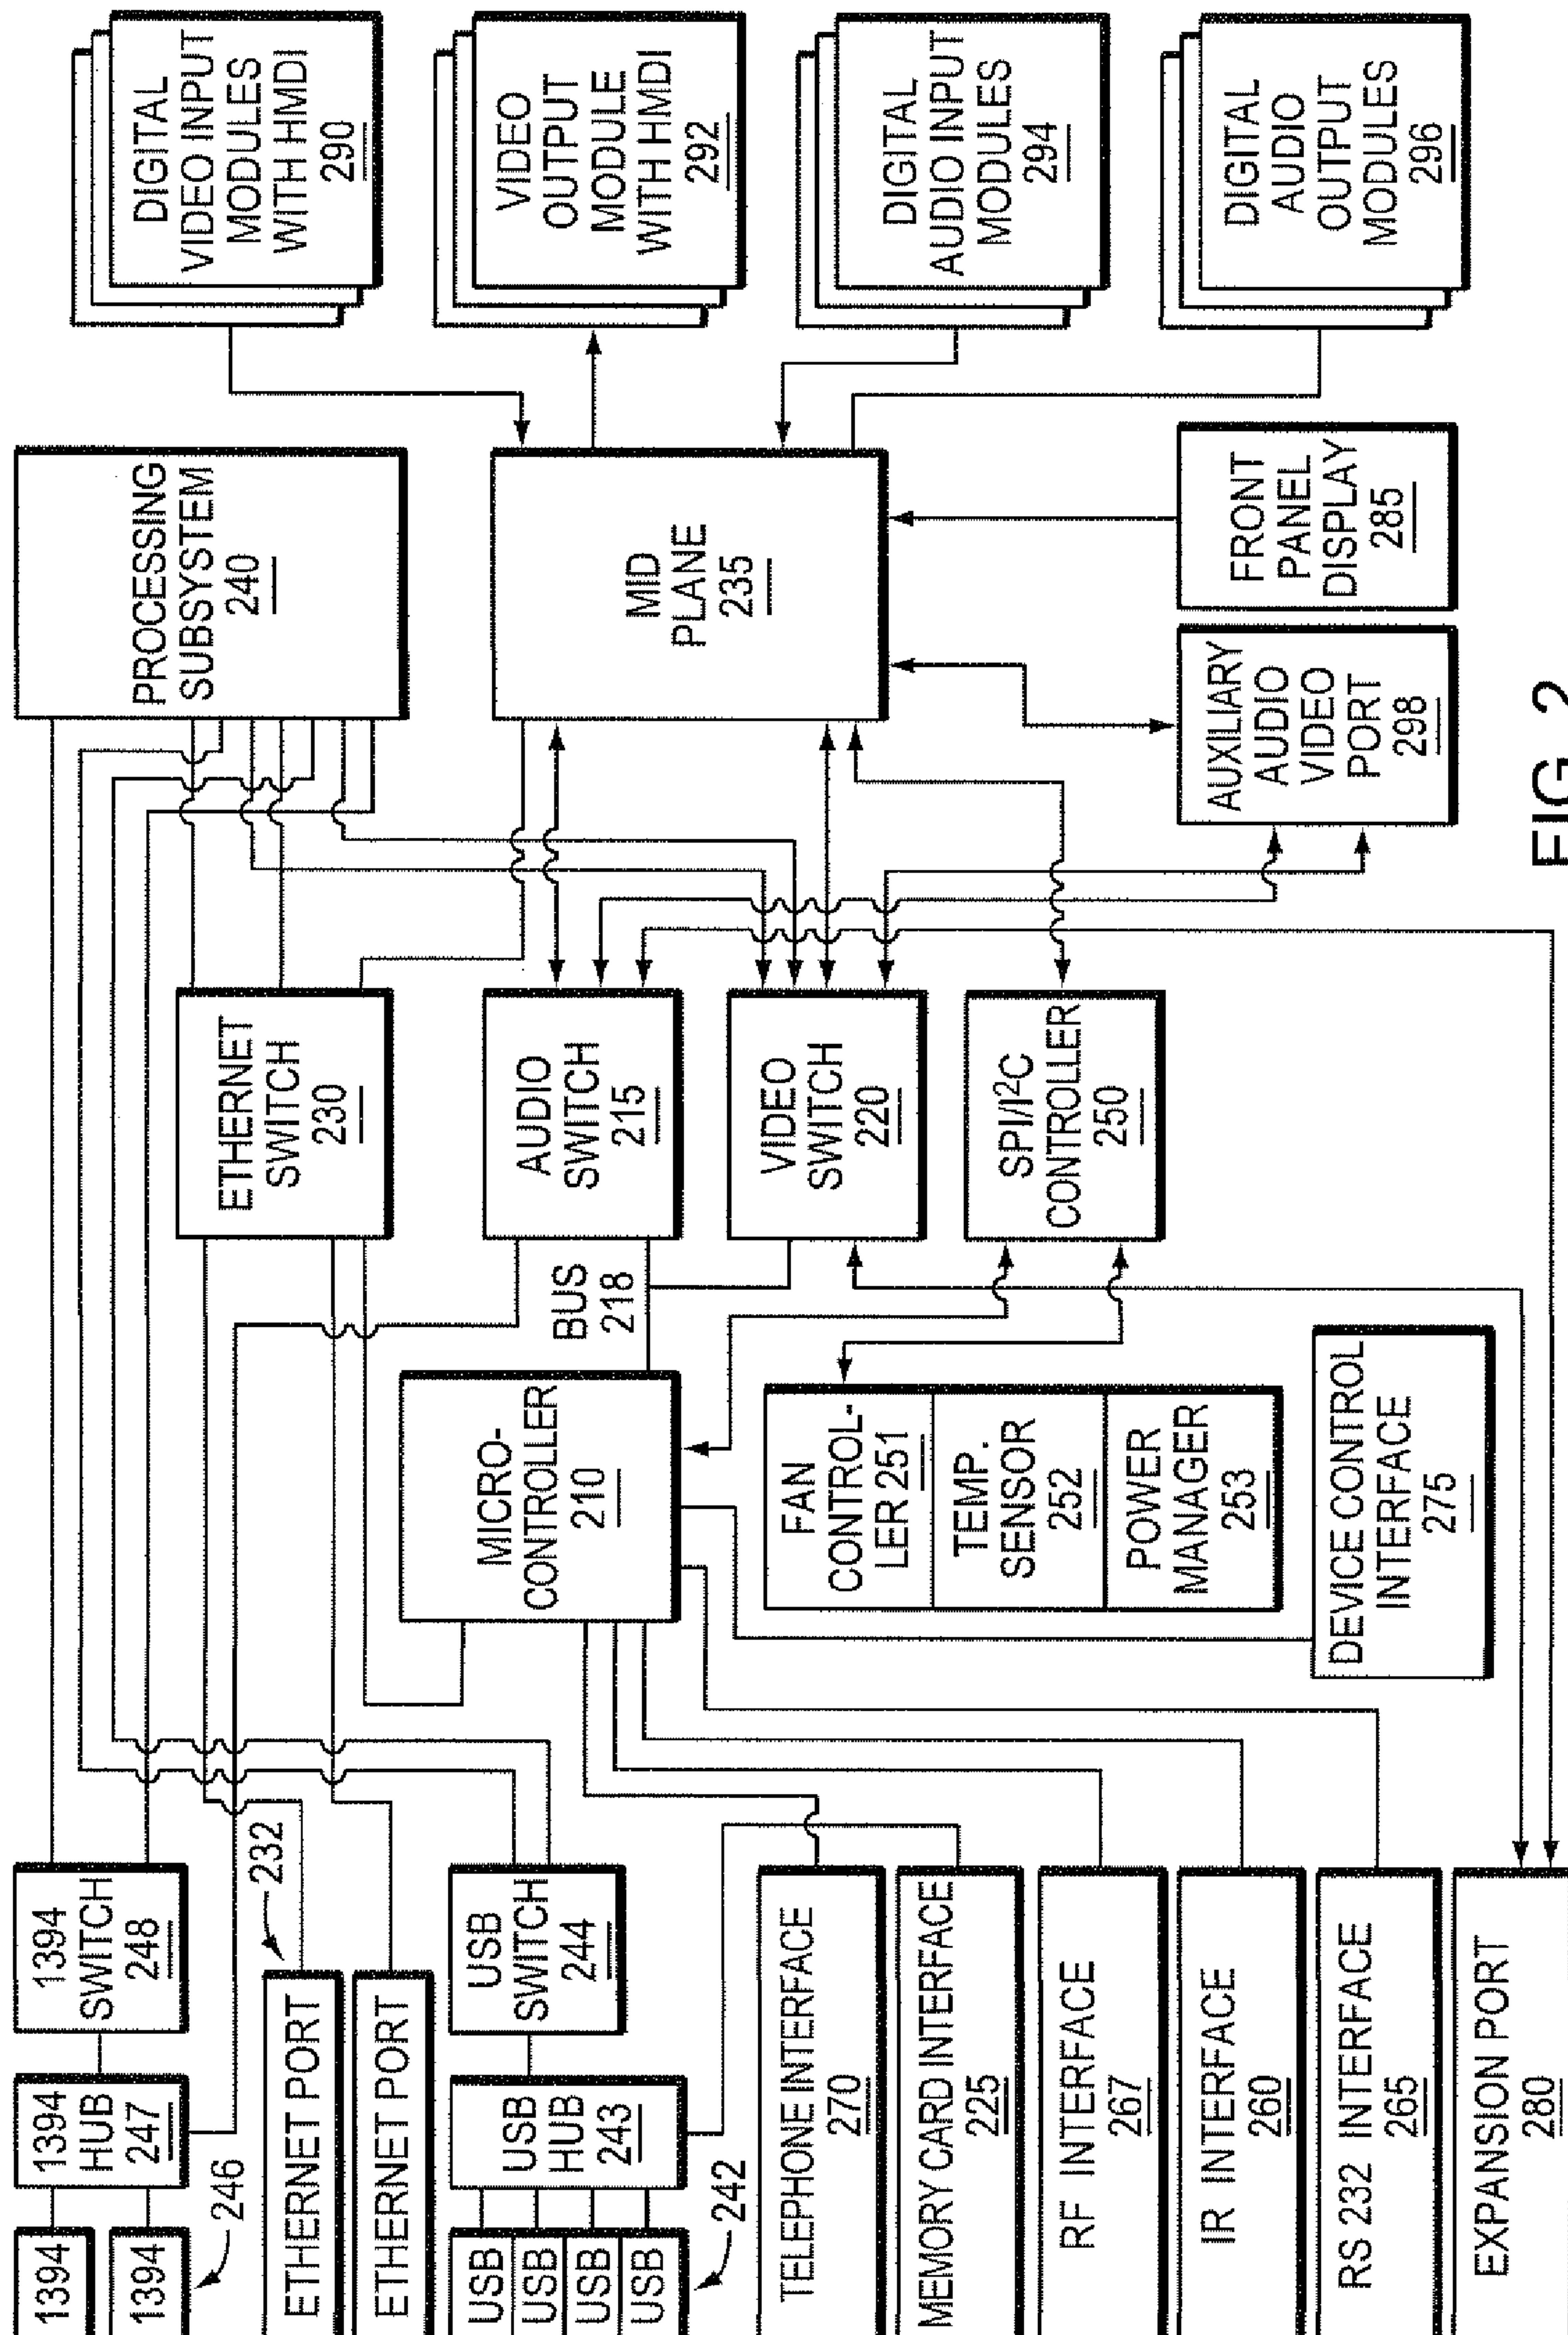 1394
1394
246
1394
HUB
247
1394
SWITCH
248
ETHERNET PORT
ETHERNET PORT
232
USB
USB
USB
USB
242
USB
HUB
243
USB
SWITCH
244
TELEPHONE INTERFACE
270
MEMORY CARD INTERFACE
225
RF INTERFACE
267
IR INTERFACE
260
RS 232 INTERFACE
265
EXPANSION PORT
280
MICRO-
CONTROLLER
210
BUS
218
FAN
CONTROL-
LER 251
TEMP.
SENSOR
252
POWER
MANAGER
253
DEVICE CONTROL
INTERFACE
275
ETHERNET
SWITCH
230
AUDIO
SWITCH
215
VIDEO
SWITCH
220
SPI/I²C
CONTROLLER
250
PROCESSING
SUBSYSTEM
240
MID
PLANE
235
AUXILIARY
AUDIO
VIDEO
PORT
298
FRONT
PANEL
DISPLAY
285
DIGITAL
VIDEO INPUT
MODULES
WITH HMDI
290
VIDEO
OUTPUT
MODULE
WITH HMDI
292
DIGITAL
AUDIO INPUT
MODULES
294
DIGITAL
AUDIO
OUTPUT
MODULES
296
FIG. 2